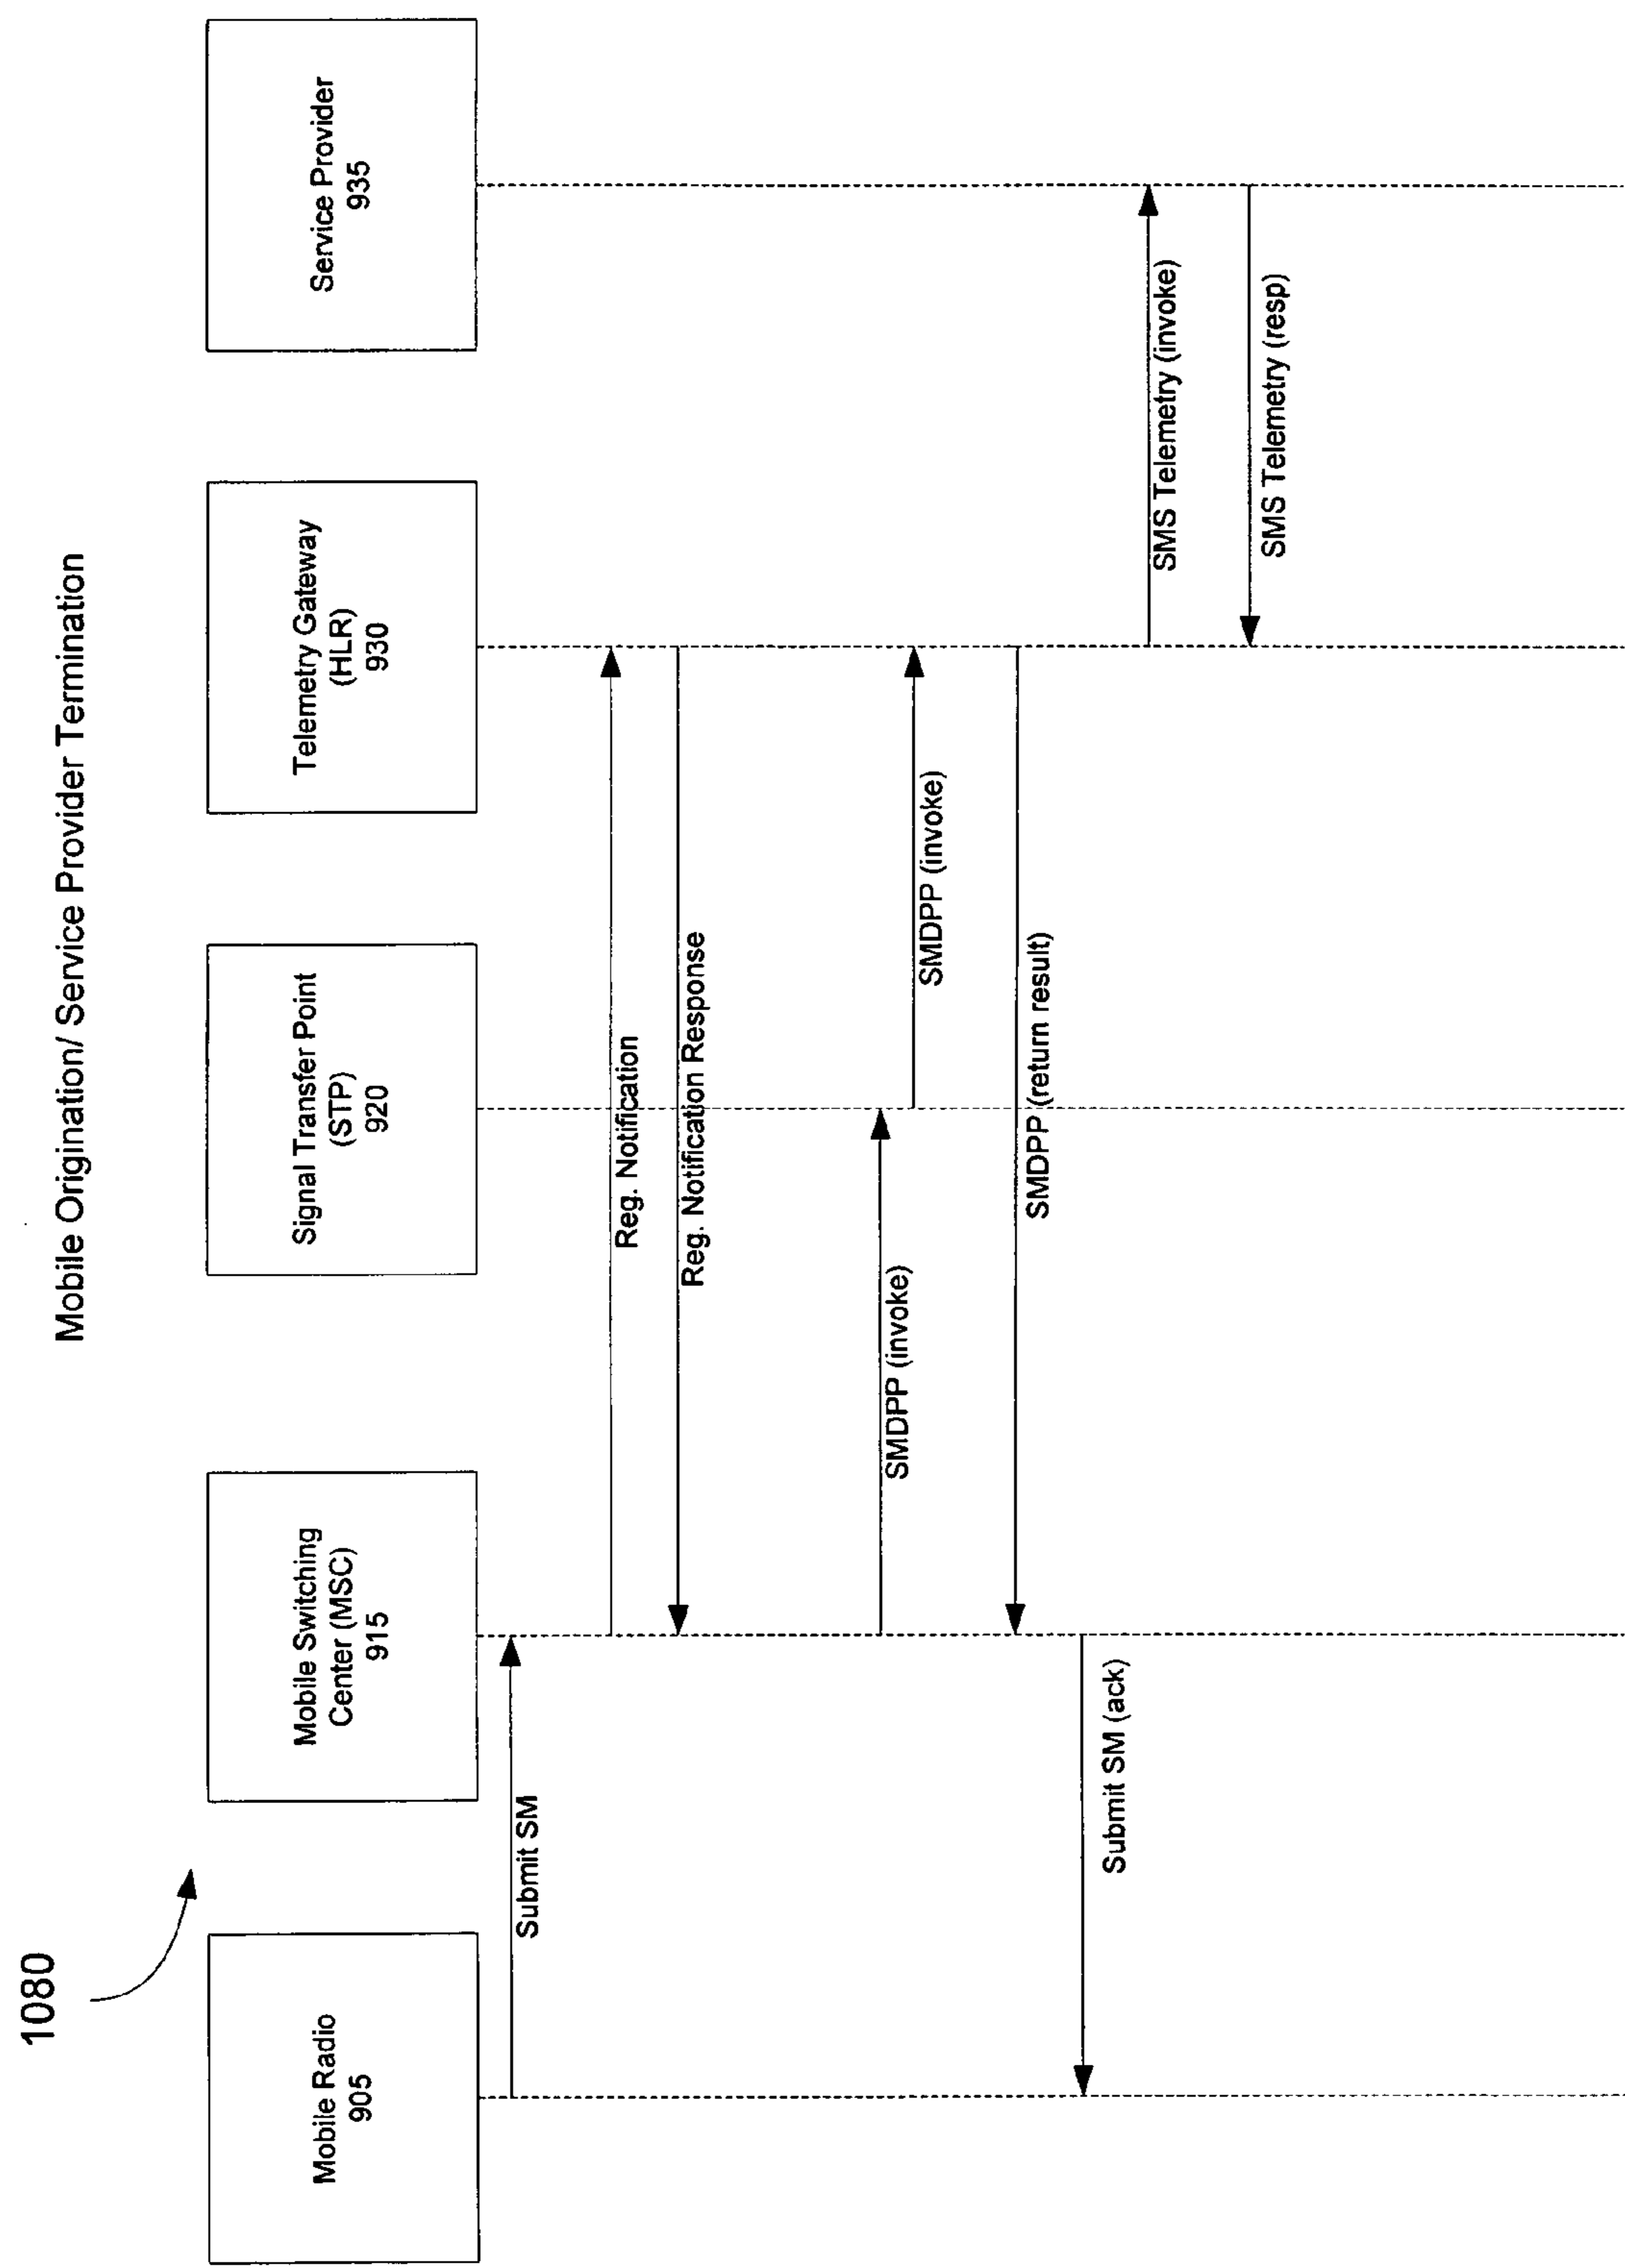 Mobile Origination/ Service Provider Termination
1080
Mobile Radio
905
Mobile Switching
Center (MSC)
915
Signal Transfer Point
(STP)
920
Telemetry Gateway
(HLR)
930
Service Provider
935
Submit SM
Reg. Notification
Reg. Notification Response
SMDPP (invoke)
SMDPP (invoke)
SMDPP (return result)
Submit SM (ack)
SMS Telemetry (invoke)
SMS Telemetry (resp)